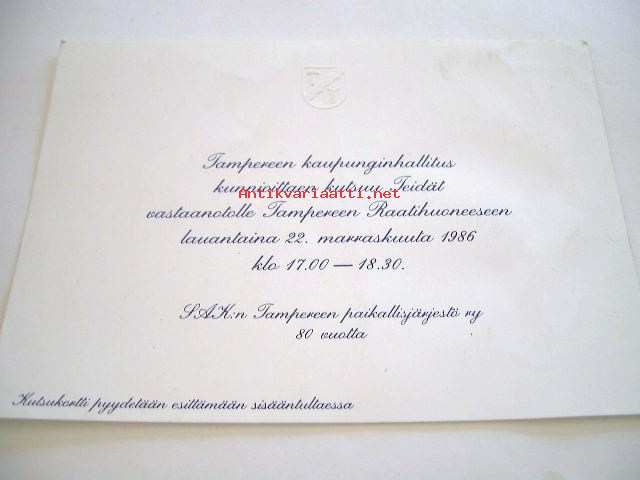 Tampereen kaupunginhallitus
kunnioittaen kutsuu Teidät
Antikvariaatti.net
vastaanotolle Tampereen Raatihuoneeseen
lauantaina 22. marraskuuta 1986
klo 17.00 — 18.30.
SAK:n Tampereen paikallisjärjestö ry
80 vuotta
Kutsukortti pyydetään esittämään sisääntultaessa